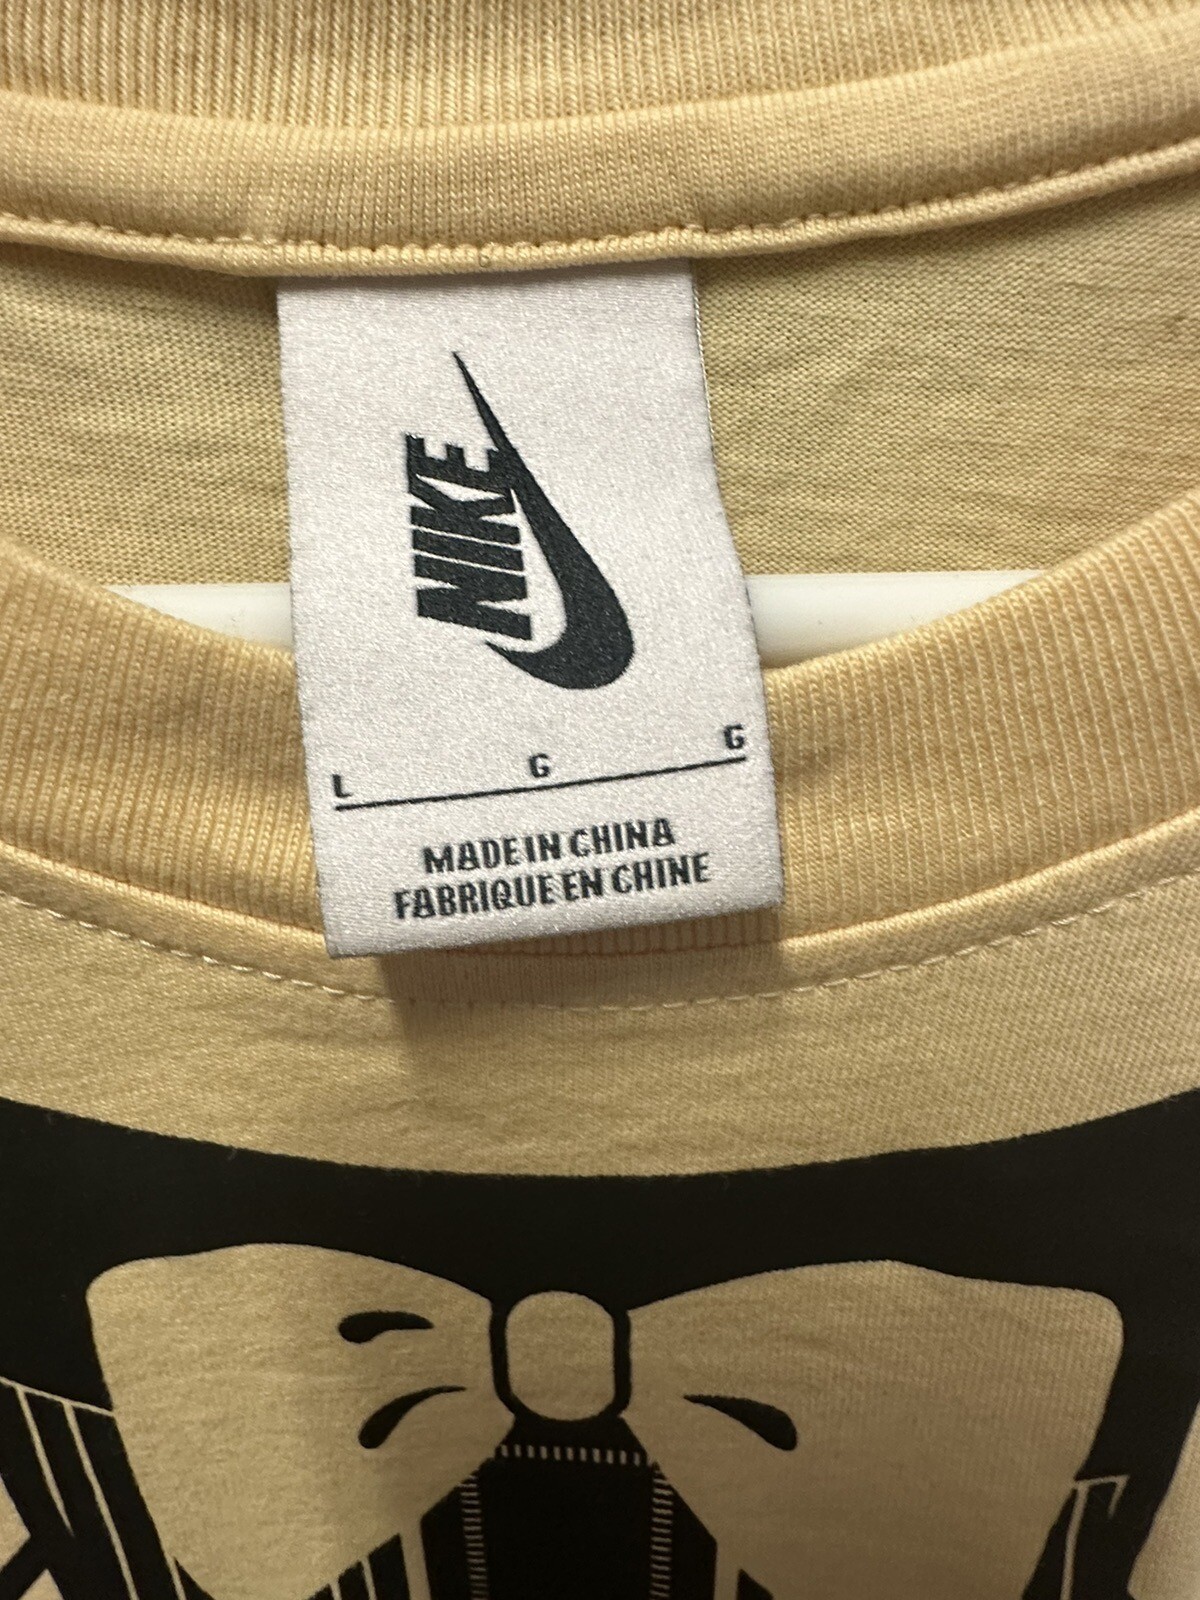 NIKE
L G G
MADE IN CHINA
FABRIQUE EN CHINE